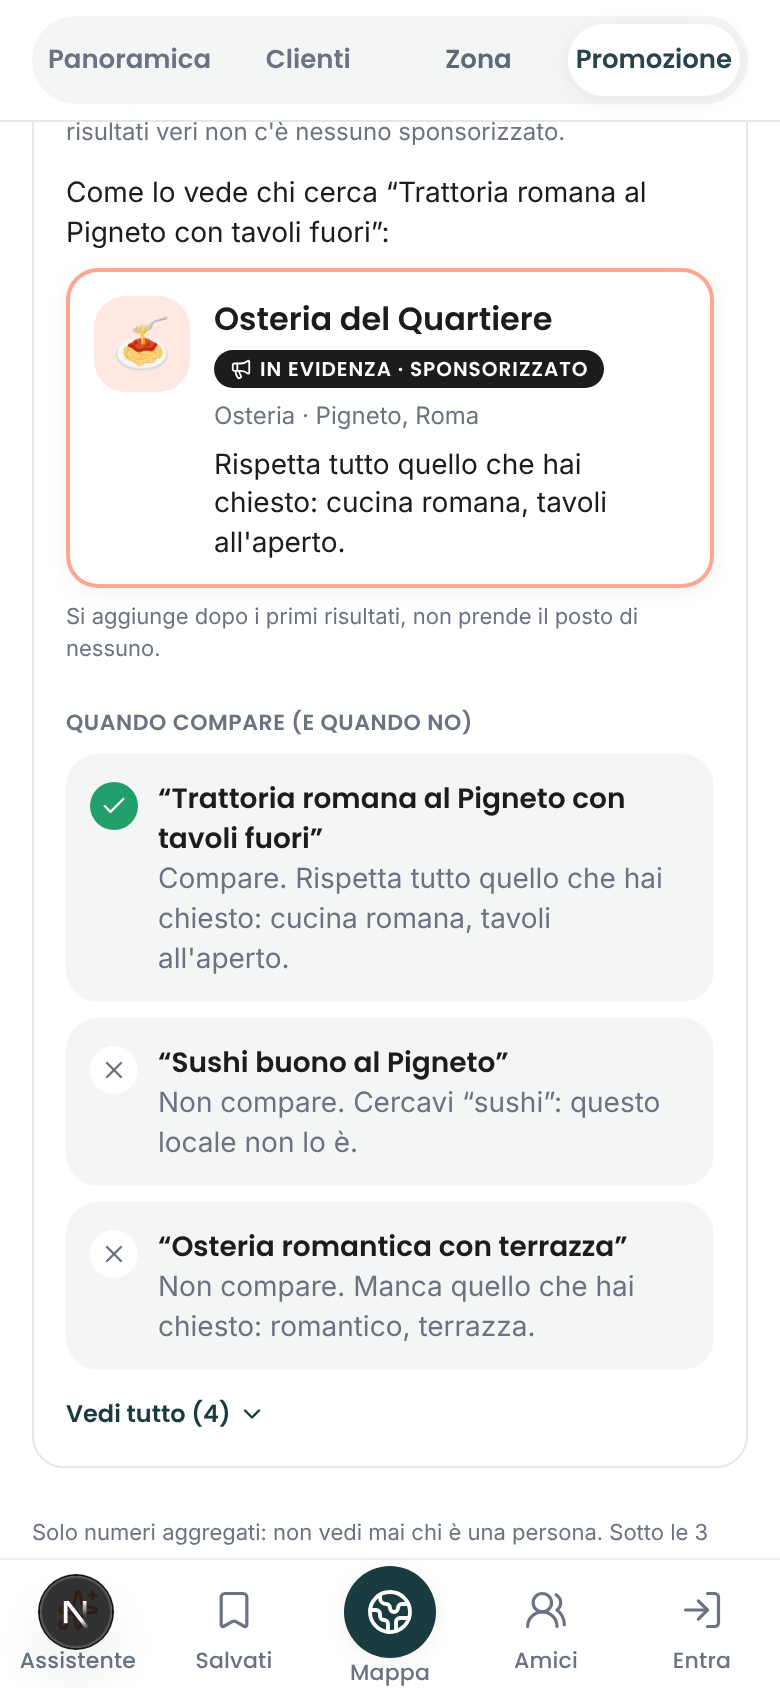 Panoramica
Clienti
Zona
Promozione
risultati veri non c'è nessuno sponsorizzato.
Come lo vede chi cerca “Trattoria romana al
Pigneto con tavoli fuori”:
Osteria del Quartiere
IN EVIDENZA · SPONSORIZZATO
Osteria · Pigneto, Roma
Rispetta tutto quello che hai
chiesto: cucina romana, tavoli
all'aperto.
Si aggiunge dopo i primi risultati, non prende il posto di
nessuno.
QUANDO COMPARE (E QUANDO NO)
“Trattoria romana al Pigneto con
tavoli fuori”
Compare. Rispetta tutto quello che hai
chiesto: cucina romana, tavoli
all'aperto.
“Sushi buono al Pigneto”
Non compare. Cercavi “sushi”: questo
locale non lo è.
“Osteria romantica con terrazza”
Non compare. Manca quello che hai
chiesto: romantico, terrazza.
Vedi tutto (4)
Solo numeri aggregati: non vedi mai chi è una persona. Sotto le 3
N
Assistente
Salvati
Mappa
Amici
Entra